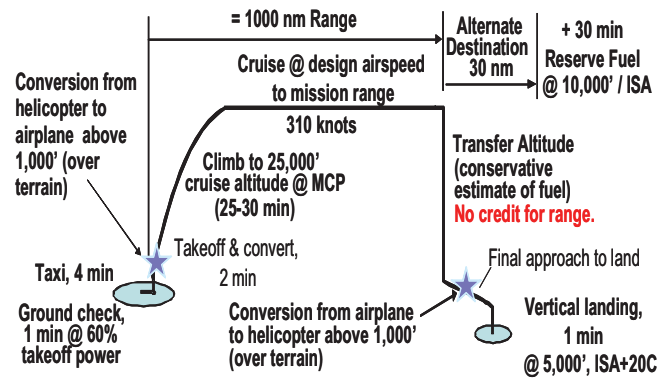 = 1000 nm Range
Alternate
Destination
30 nm
+ 30 min
Reserve Fuel
@ 10,000’ / ISA
Conversion from
helicopter to
airplane above
1,000’ (over
terrain)
Cruise @ design airspeed
to mission range
310 knots
Climb to 25,000’
cruise altitude @ MCP
(25-30 min)
Transfer Altitude
(conservative
estimate of fuel)
No credit for range.
Takeoff & convert,
2 min
Taxi, 4 min
Ground check,
1 min @ 60%
takeoff power
Final approach to land
Conversion from airplane
to helicopter above 1,000’
(over terrain)
Vertical landing,
1 min
@ 5,000’, ISA+20C